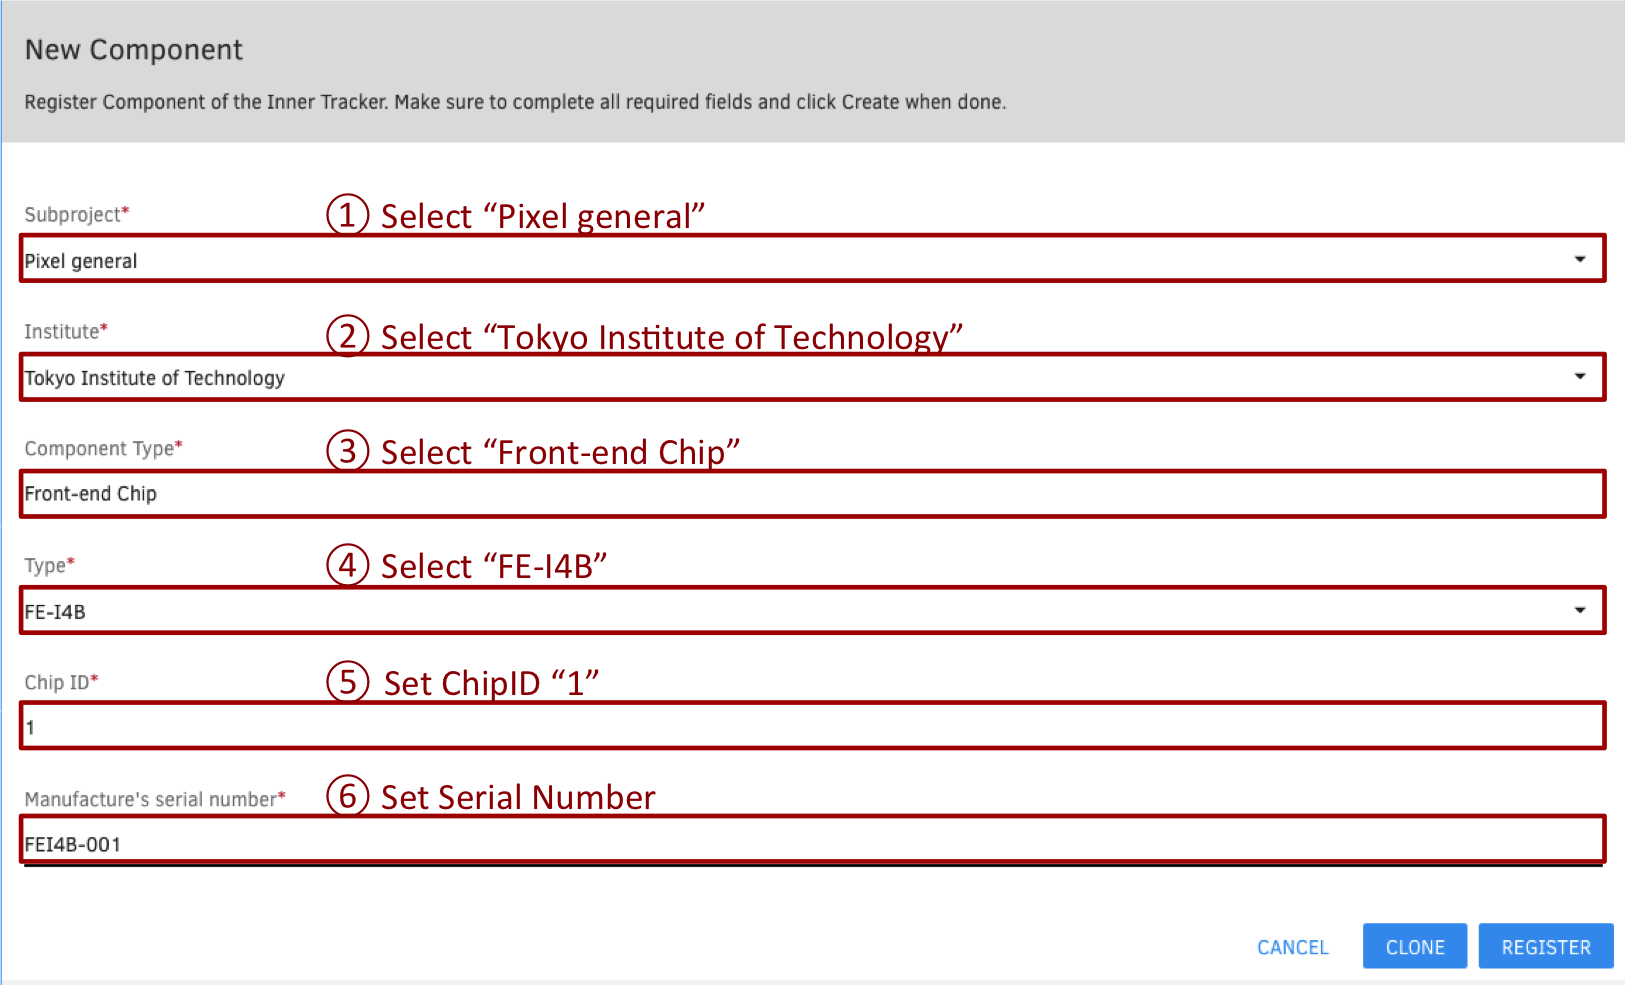 New Component
Register Component of the Inner Tracker. Make sure to complete all required fields and click Create when done.
Subproject*
① Select “Pixel general”
Pixel general
Institute*
② Select “Tokyo Institute of Technology”
Tokyo Institute of Technology
Component Type*
③ Select “Front-end Chip”
Front-end Chip
Type*
④ Select “FE-I4B”
FE-I4B
Chip ID*
⑤ Set ChipID “1”
1
Manufacture's serial number*
⑥ Set Serial Number
FEI4B-001
CANCEL
CLONE
REGISTER